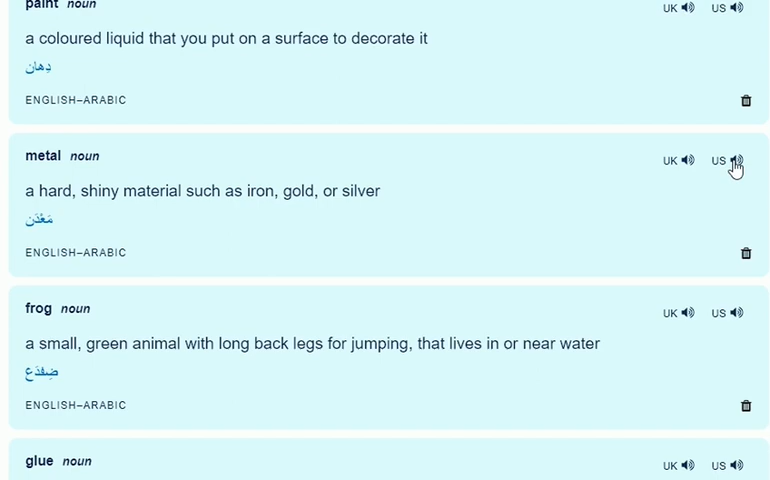 paint noun
UK US
a coloured liquid that you put on a surface to decorate it
دِهان
ENGLISH–ARABIC
metal noun
UK US
a hard, shiny material such as iron, gold, or silver
مَعْدَن
ENGLISH–ARABIC
frog noun
UK US
a small, green animal with long back legs for jumping, that lives in or near water
ضِفْدَع
ENGLISH–ARABIC
glue noun
UK US